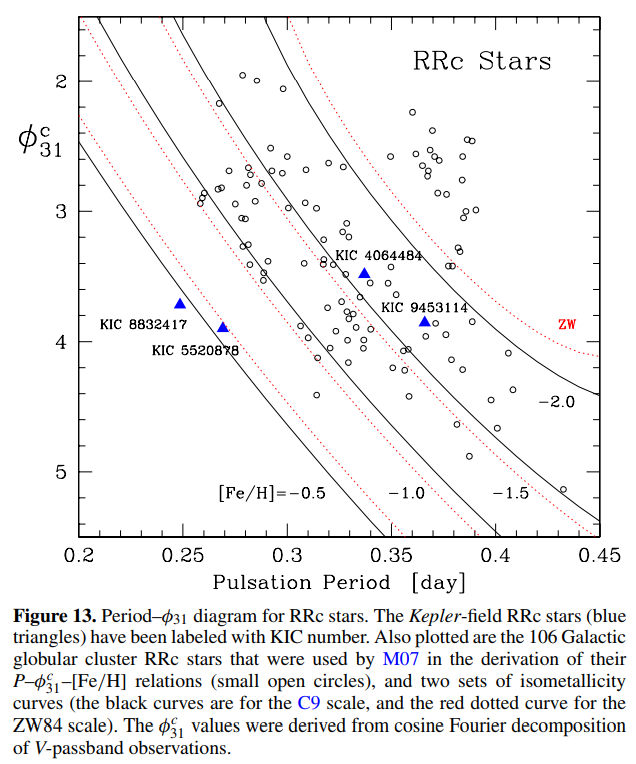 RRc Stars
2
ϕ^c_31
3
KIC 4064484
KIC 9453114
KIC 8832417
ZW
KIC 5520878
4
−2.0
5
[Fe/H]=−0.5
−1.0
−1.5
0.2
0.25
0.3
0.35
0.4
0.45
Pulsation Period [day]
Figure 13. Period–ϕ31 diagram for RRc stars. The Kepler-field RRc stars (blue
triangles) have been labeled with KIC number. Also plotted are the 106 Galactic
globular cluster RRc stars that were used by M07 in the derivation of their
P–ϕ^c_31–[Fe/H] relations (small open circles), and two sets of isometallicity
curves (the black curves are for the C9 scale, and the red dotted curve for the
ZW84 scale). The ϕ^c_31 values were derived from cosine Fourier decomposition
of V-passband observations.